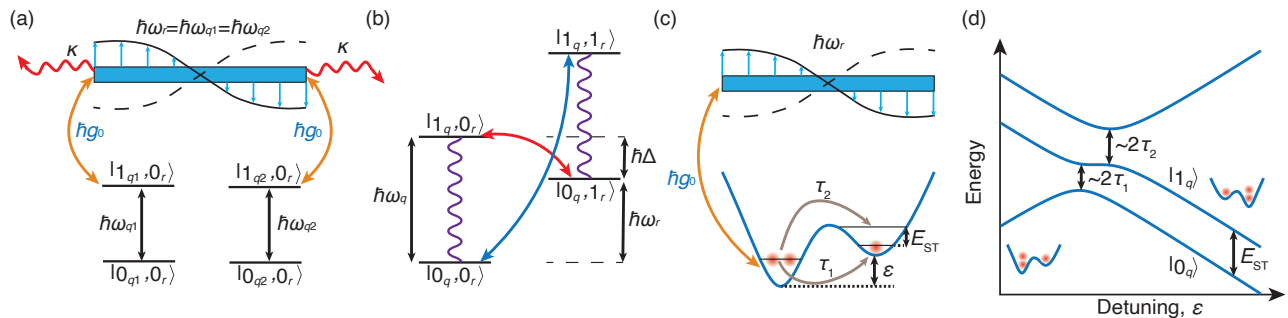 (a)
ħω_r=ħω_q1=ħω_q2
κ
κ
ħg_0
ħg_0
|1_q1,0_r⟩
|1_q2,0_r⟩
ħω_q1
ħω_q2
|0_q1,0_r⟩
|0_q2,0_r⟩
(b)
|1_q,1_r⟩
|1_q,0_r⟩
ħΔ
|0_q,1_r⟩
ħω_q
ħω_r
|0_q,0_r⟩
(c)
ħω_r
ħg_0
τ_2
E_ST
τ_1
ε
(d)
Energy
~2τ_2
~2τ_1
|1_q⟩
|0_q⟩
E_ST
Detuning, ε